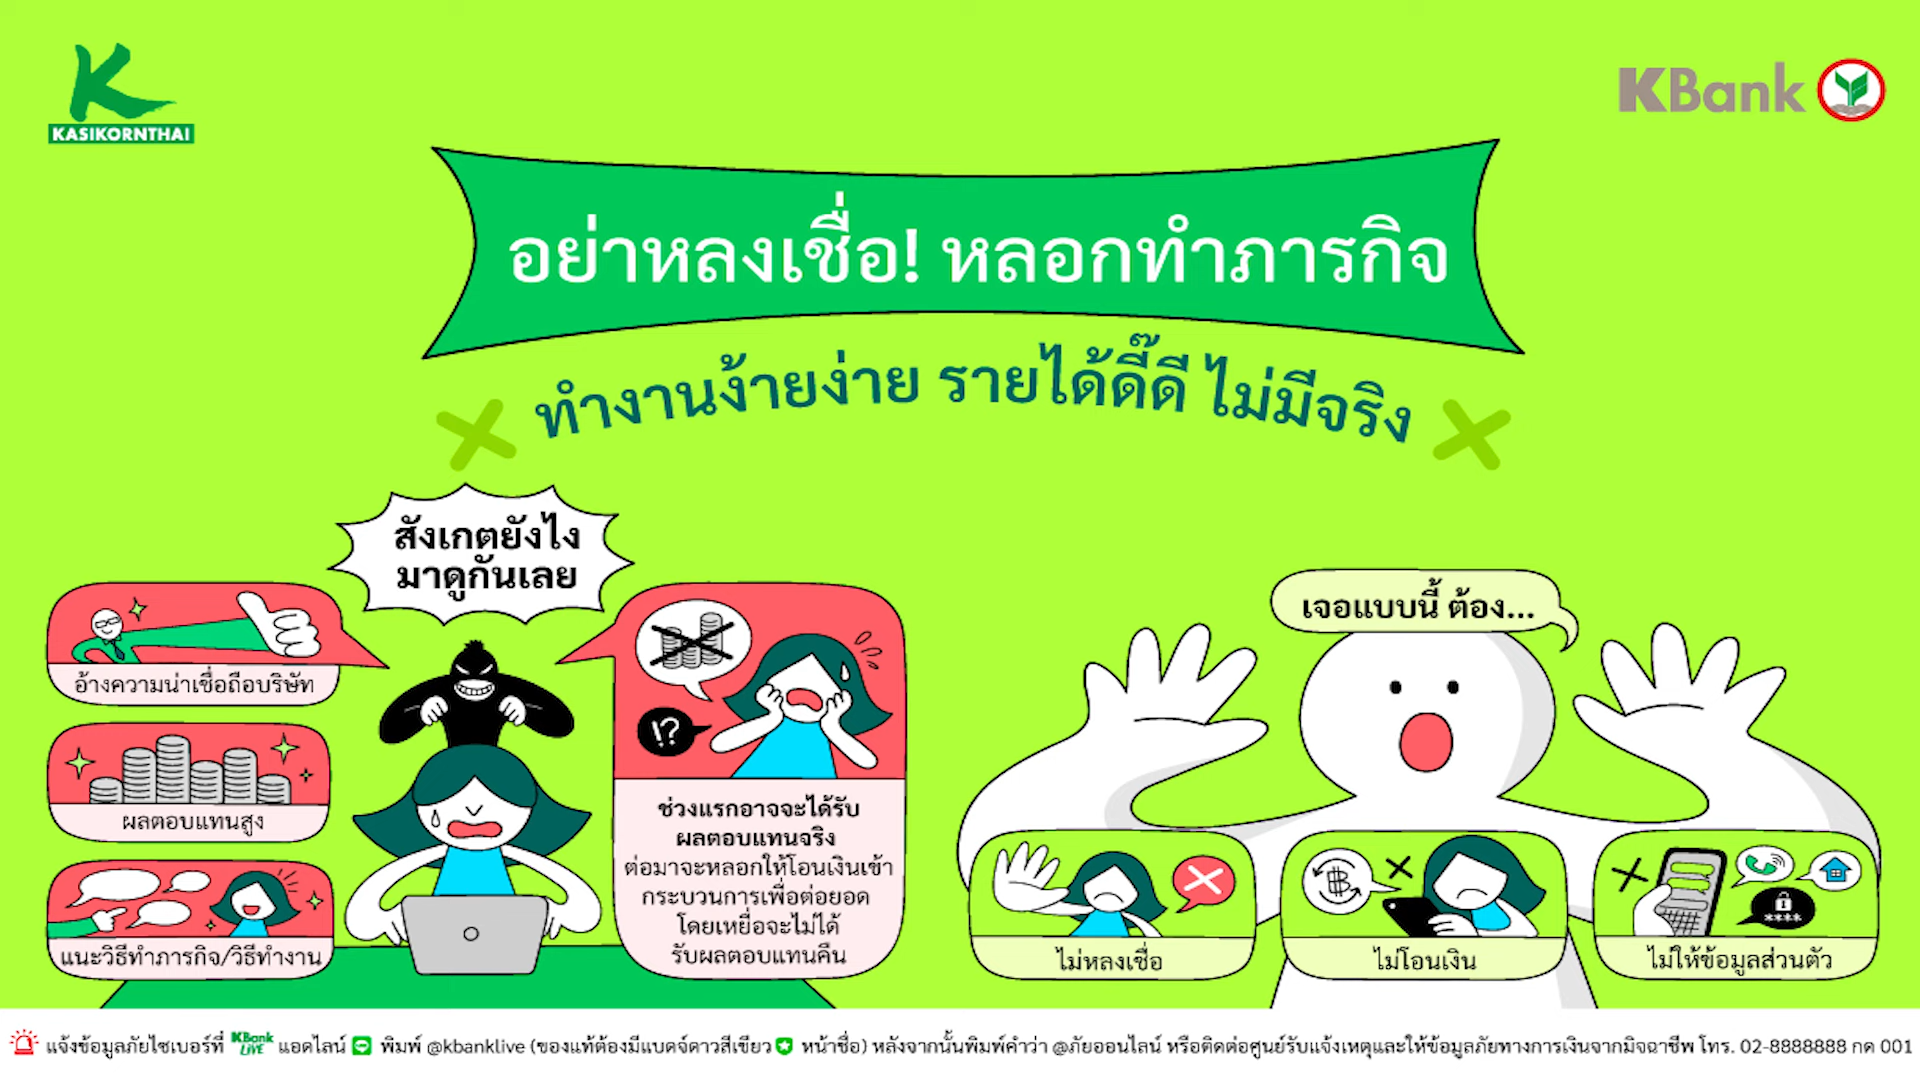 KASIKORNTHAI
KBank
อย่าหลงเชื่อ! หลอกทำภารกิจ
ทำงานง้ายง่าย รายได้ดี๊ดี ไม่มีจริง
สังเกตยังไง
มาดูกันเลย
อ้างความน่าเชื่อถือบริษัท
ผลตอบแทนสูง
แนะวิธีทำภารกิจ/วิธีทำงาน
!?
ช่วงแรกอาจจะได้รับ
ผลตอบแทนจริง
ต่อมาจะหลอกให้โอนเงินเข้า
กระบวนการเพื่อต่อยอด
โดยเหยื่อจะไม่ได้
รับผลตอบแทนคืน
เจอแบบนี้ ต้อง...
ไม่หลงเชื่อ
฿
ไม่โอนเงิน
****
ไม่ให้ข้อมูลส่วนตัว
แจ้งข้อมูลภัยไซเบอร์ที่ KBank LIVE แอดไลน์ พิมพ์ @kbanklive (ของแท้ต้องมีแบดจ์ดาวสีเขียว หน้าชื่อ) หลังจากนั้นพิมพ์คำว่า @ภัยออนไลน์ หรือติดต่อศูนย์รับแจ้งเหตุและให้ข้อมูลภัยทางการเงินจากมิจฉาชีพ โทร. 02-8888888 กด 001